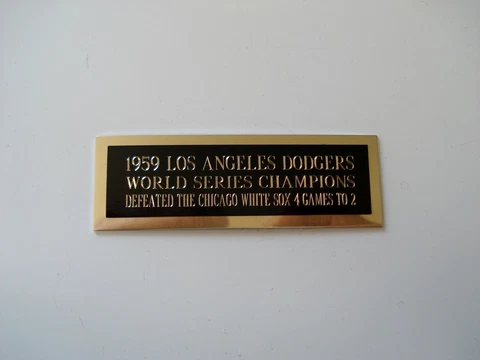 1959 LOS ANGELES DODGERS
WORLD SERIES CHAMPIONS
DEFEATED THE CHICAGO WHITE SOX 4 GAMES TO 2